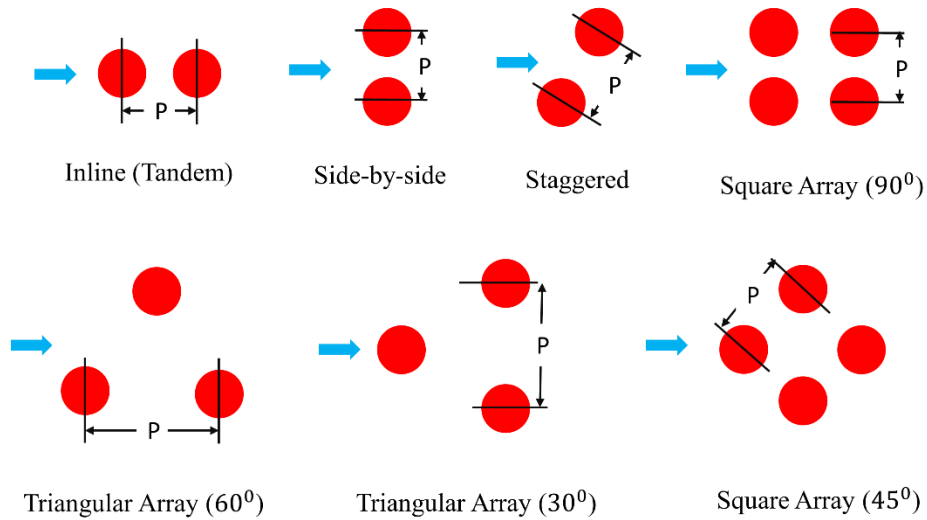 P
Inline (Tandem)
P
Side-by-side
P
Staggered
P
Square Array (90⁰)
P
Triangular Array (60⁰)
P
Triangular Array (30⁰)
P
Square Array (45⁰)